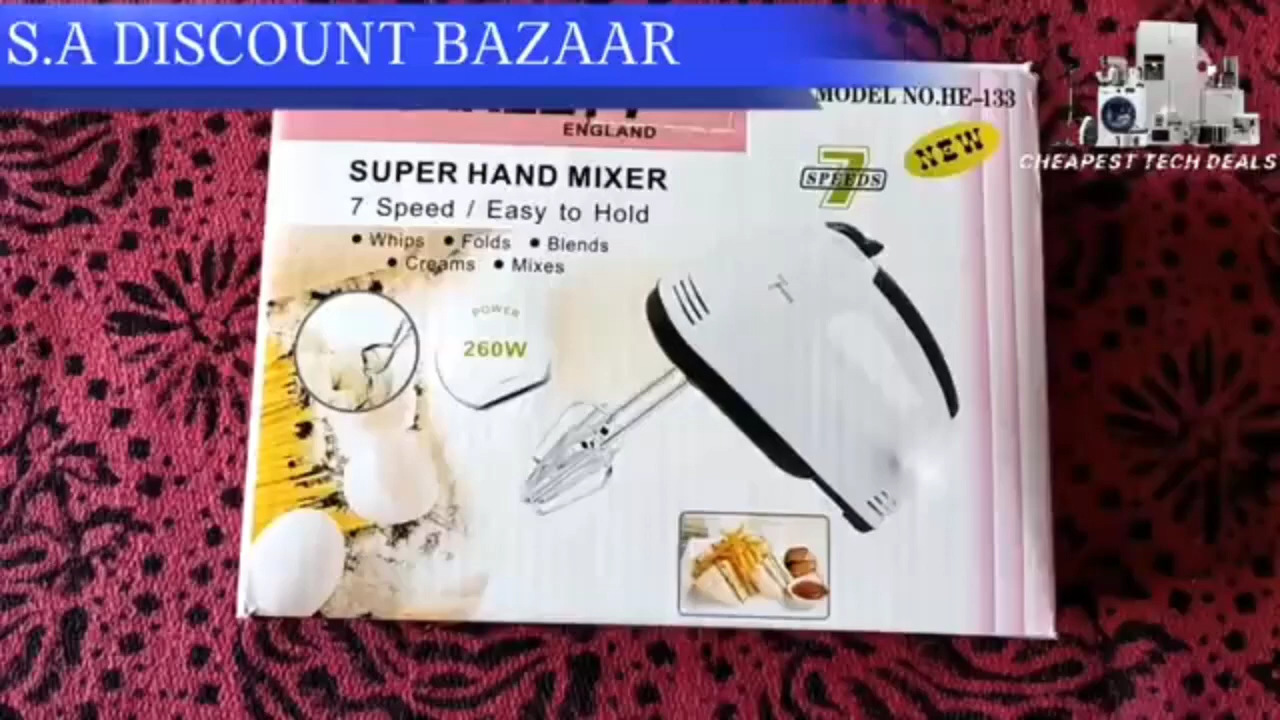 S.A DISCOUNT BAZAAR
MODEL NO.HE-133
ENGLAND
NEW
7
SPEEDS
CHEAPEST TECH DEALS
SUPER HAND MIXER
7 Speed / Easy to Hold
• Whips • Folds • Blends
• Creams • Mixes
POWER
260W